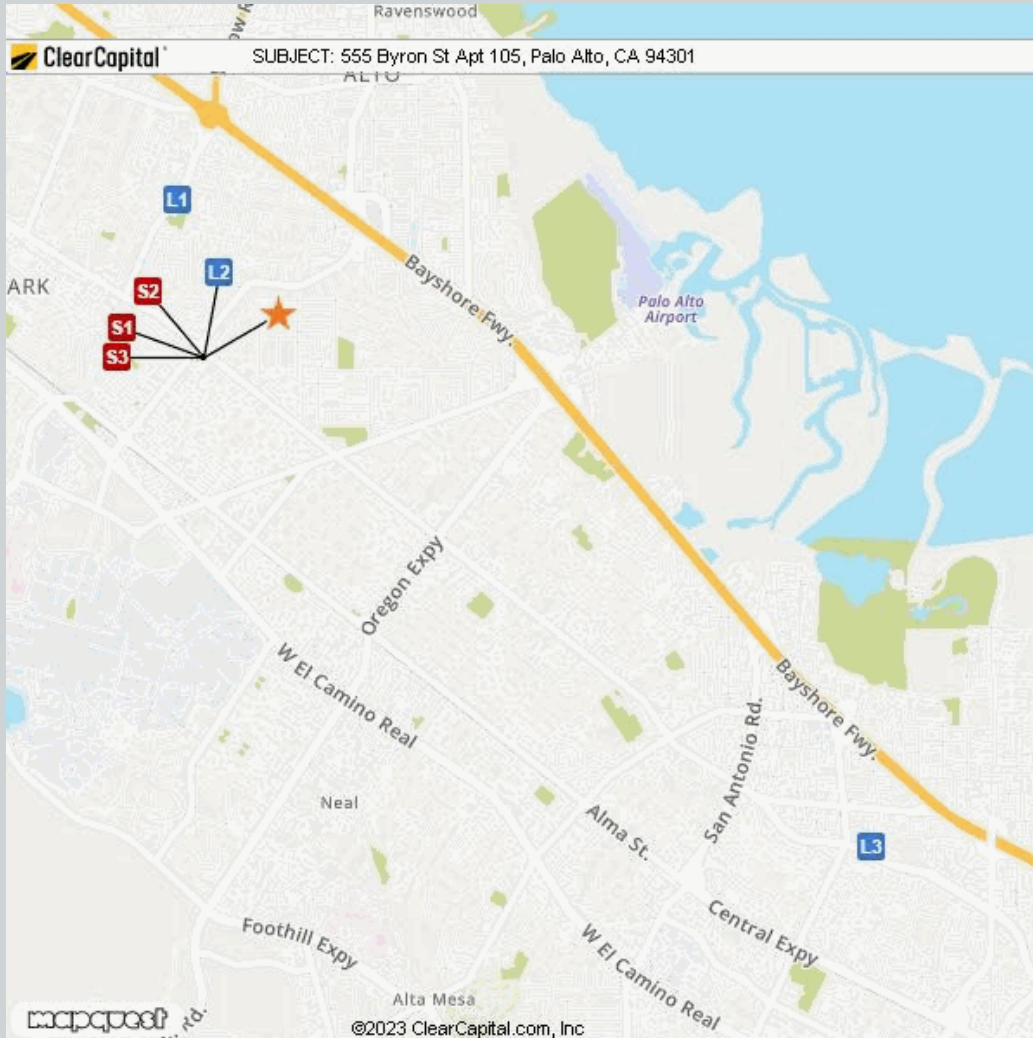 Ravenswood
ClearCapital
SUBJECT: 555 Byron St Apt 105, Palo Alto, CA 94301
ALTO
L1
L2
S2
ARK
S1
S3
Bayshore Fwy.
Palo Alto
Airport
Oregon Expy
W El Camino Real
Bayshore Fwy.
San Antonio Rd.
Neal
Alma St.
L3
Central Expy
Foothill Expy
W El Camino Real
Alta Mesa
mapquest
Rd.
©2023 ClearCapital.com, Inc